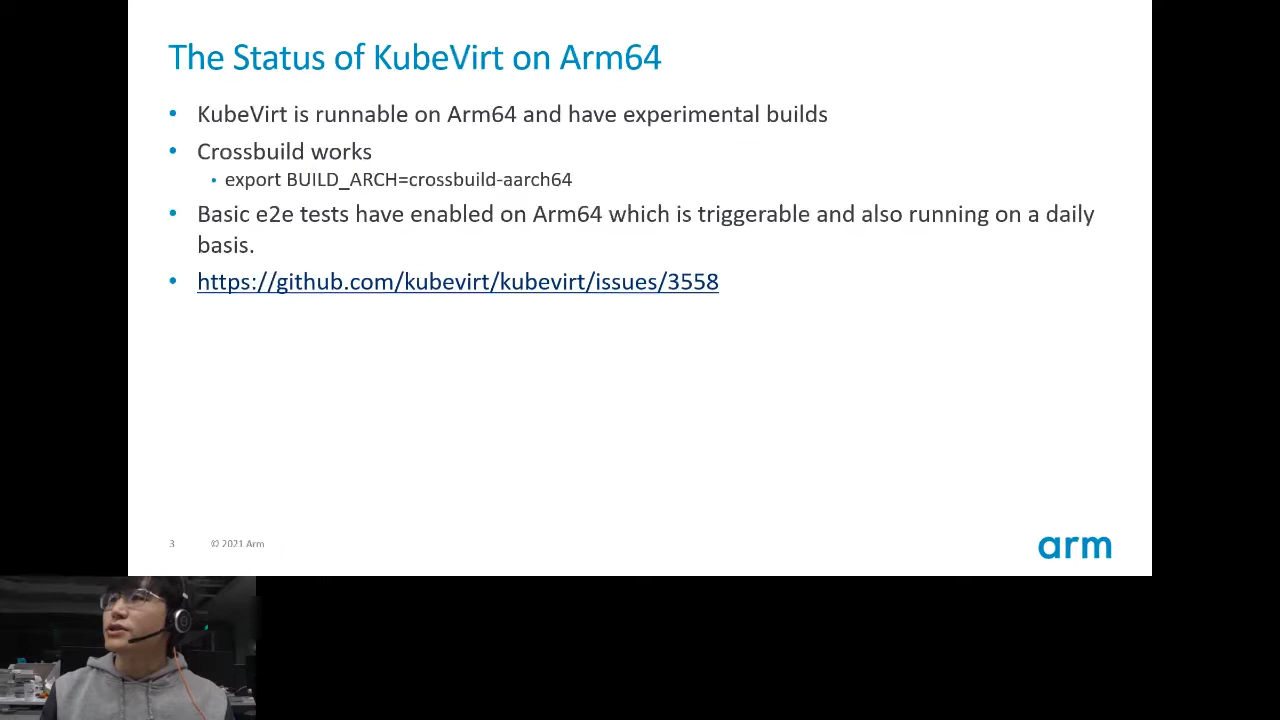 The Status of KubeVirt on Arm64
• KubeVirt is runnable on Arm64 and have experimental builds
• Crossbuild works
• export BUILD_ARCH=crossbuild-aarch64
• Basic e2e tests have enabled on Arm64 which is triggerable and also running on a daily
basis.
• https://github.com/kubevirt/kubevirt/issues/3558
3 © 2021 Arm
arm